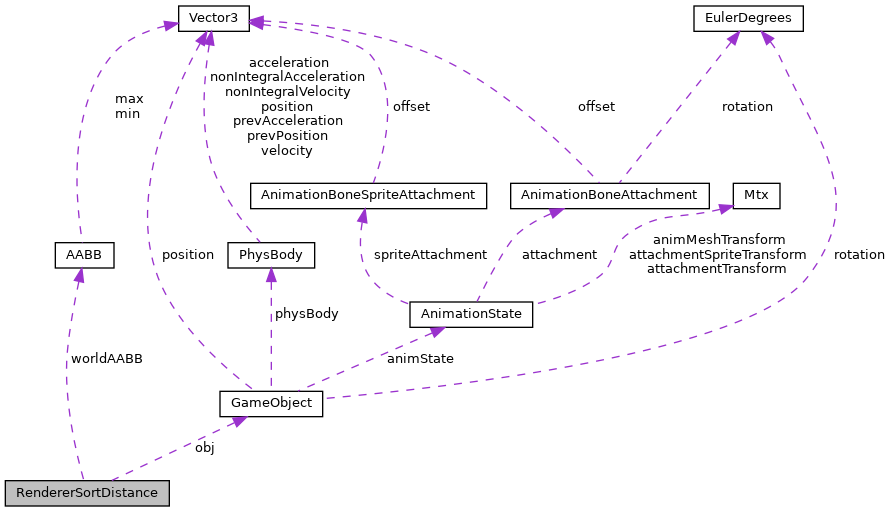 Vector3
EulerDegrees
acceleration
nonIntegralAcceleration
nonIntegralVelocity
position
prevAcceleration
prevPosition
velocity
max
min
offset
offset
rotation
AnimationBoneSpriteAttachment
AnimationBoneAttachment
Mtx
AABB
position
PhysBody
spriteAttachment
attachment
animMeshTransform
attachmentSpriteTransform
attachmentTransform
rotation
physBody
AnimationState
worldAABB
animState
GameObject
obj
RendererSortDistance